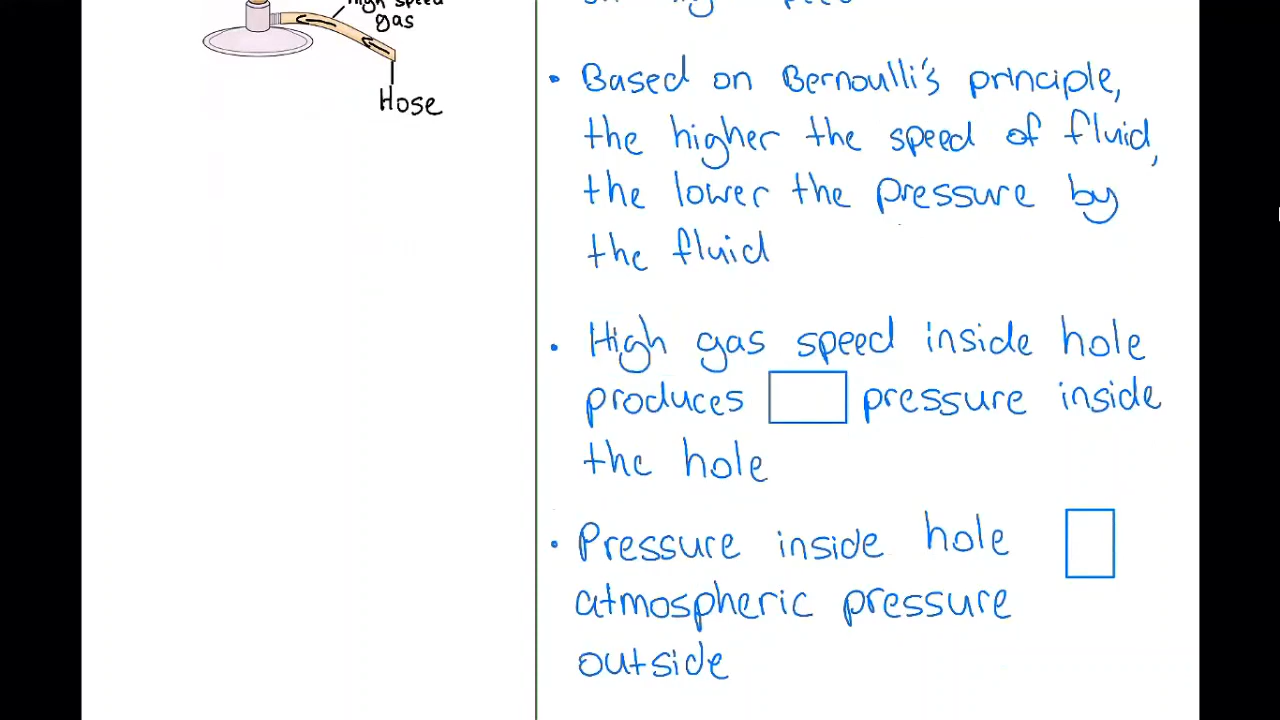 gas
Hose
• Based on Bernoulli's principle,
the higher the speed of fluid,
the lower the pressure by
the fluid
• High gas speed inside hole
produces pressure inside
the hole
• Pressure inside hole
atmospheric pressure
outside